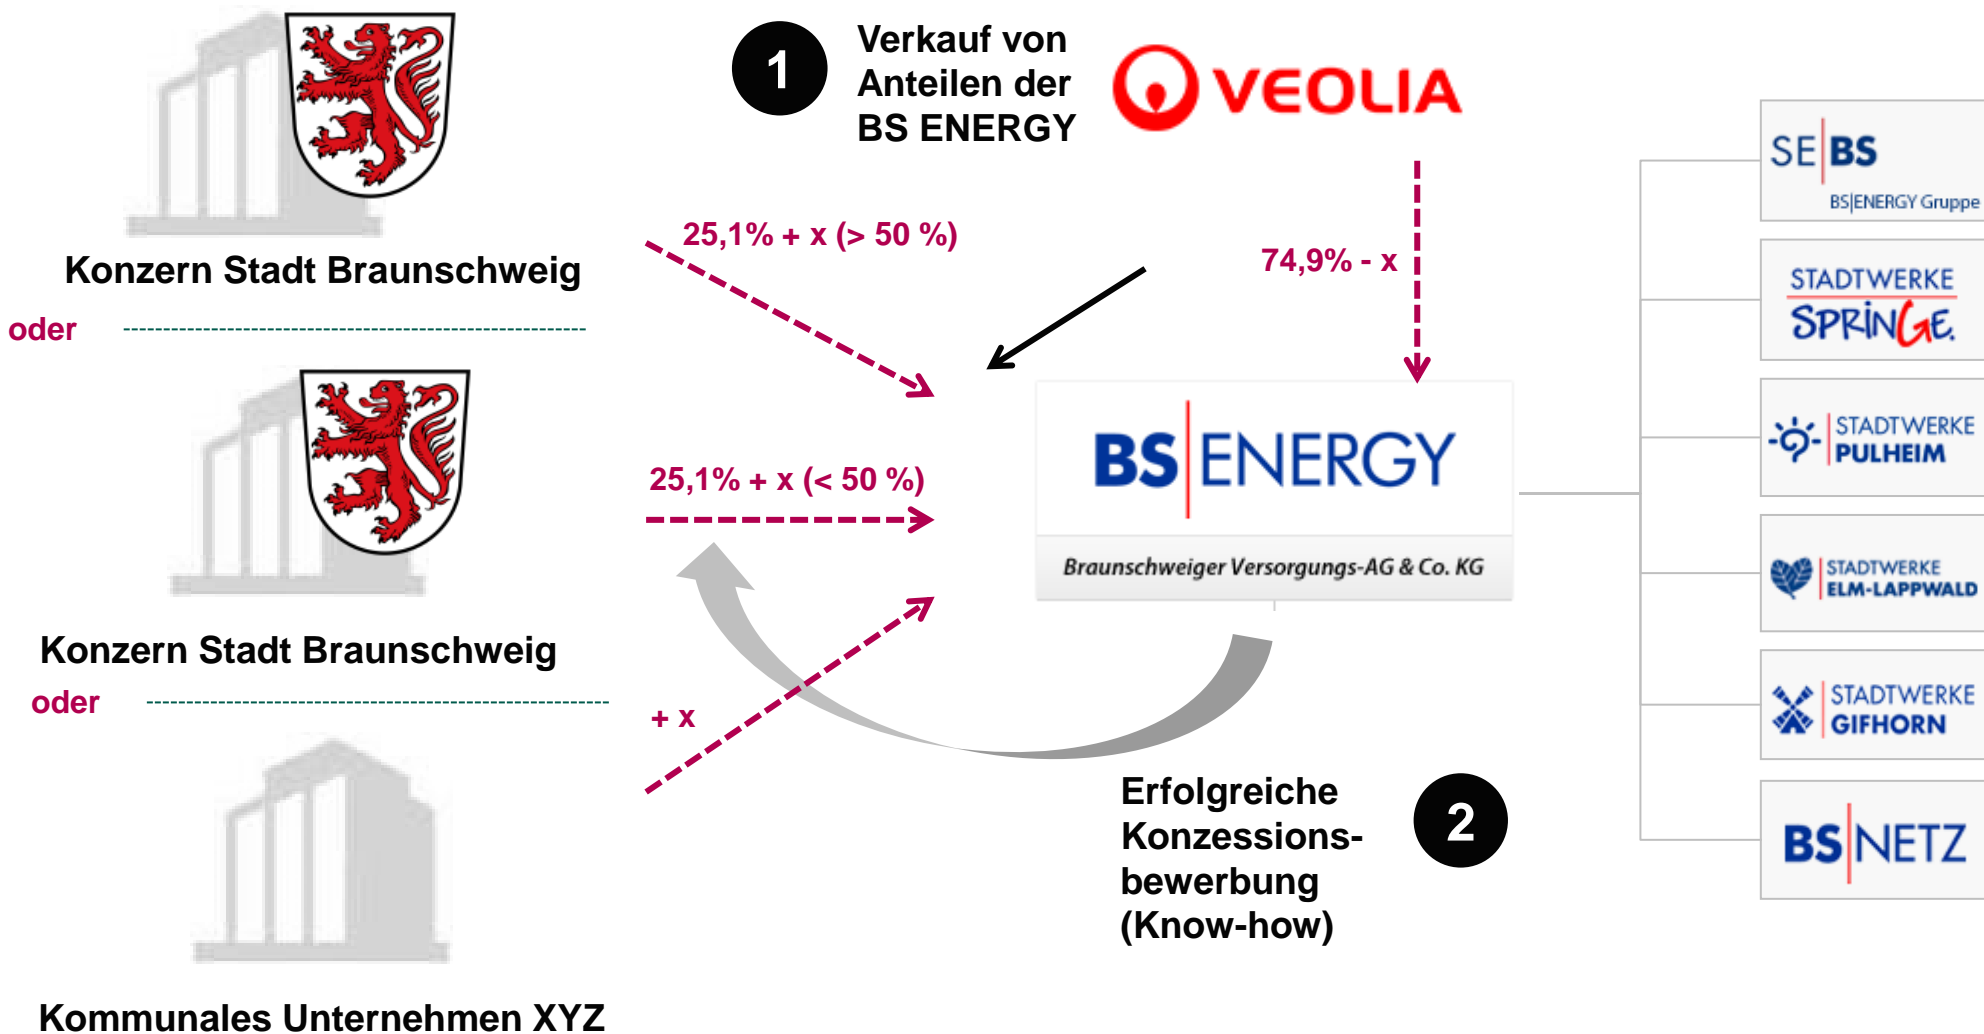 1
Verkauf von
Anteilen der
BS ENERGY
VEOLIA
25,1% + x (> 50 %)
74,9% - x
Konzern Stadt Braunschweig
oder
25,1% + x (< 50 %)
BS ENERGY
Braunschweiger Versorgungs-AG & Co. KG
Konzern Stadt Braunschweig
oder
+ x
Kommunales Unternehmen XYZ
Erfolgreiche
Konzessions-
bewerbung
(Know-how)
2
SE|BS
BS|ENERGY Gruppe
STADTWERKE
SPRINGE.
STADTWERKE
PULHEIM
STADTWERKE
ELM-LAPPWALD
STADTWERKE
GIFHORN
BS|NETZ